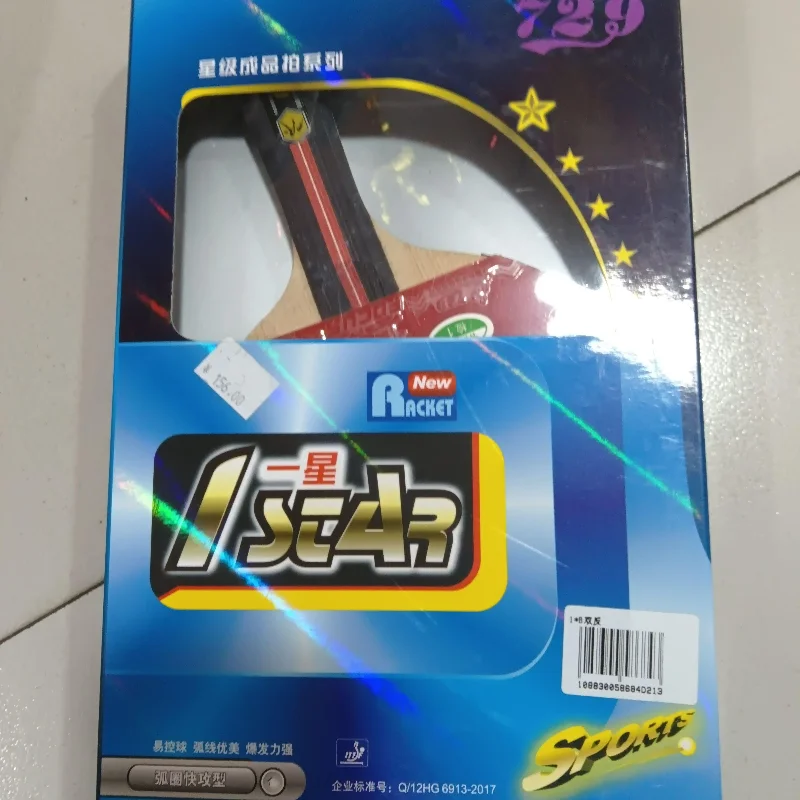 729
星级成品拍系列
¥ 156.00
New
RACKET
一星
1 STAR
1*B双反
108830058684D213
SPORTS
易控球 弧线优美 爆发力强
弧圈快攻型
企业标准号：Q/12HG 6913-2017